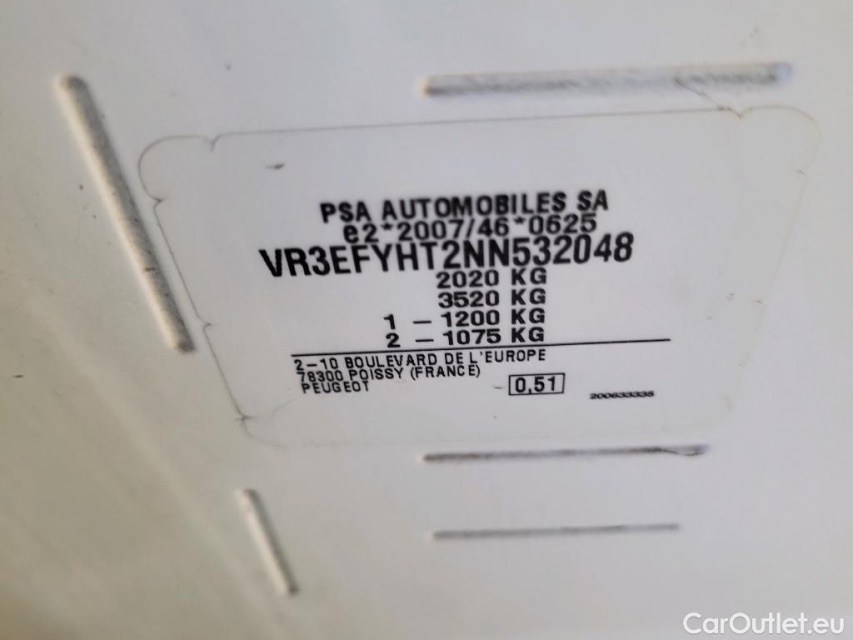 PSA AUTOMOBILES SA
e2*2007/46*0625
VR3EFYHT2NN532048
2020 KG
3520 KG
1 – 1200 KG
2 – 1075 KG
2–10 BOULEVARD DE L'EUROPE
78300 POISSY (FRANCE)
PEUGEOT
0,51
200633336
CarOutlet.eu